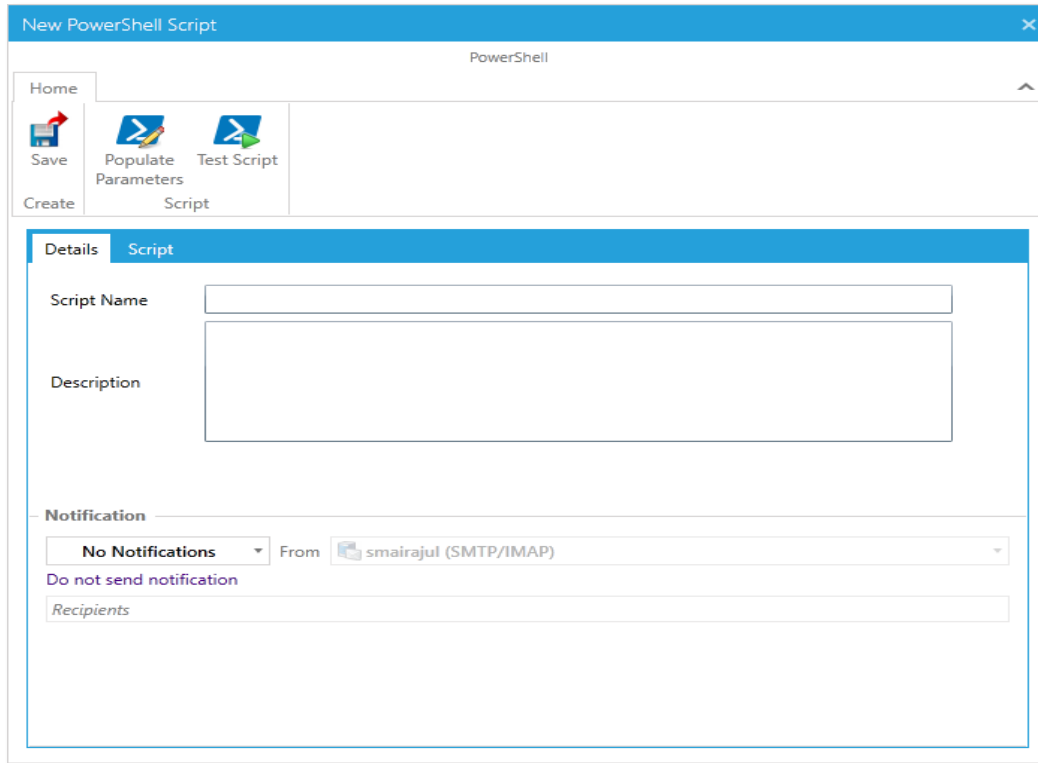 New PowerShell Script
PowerShell
Home
Save
Populate Parameters
Test Script
Create
Script
Details
Script
Script Name
Description
Notification
No Notifications
From
smairajul (SMTP/IMAP)
Do not send notification
Recipients